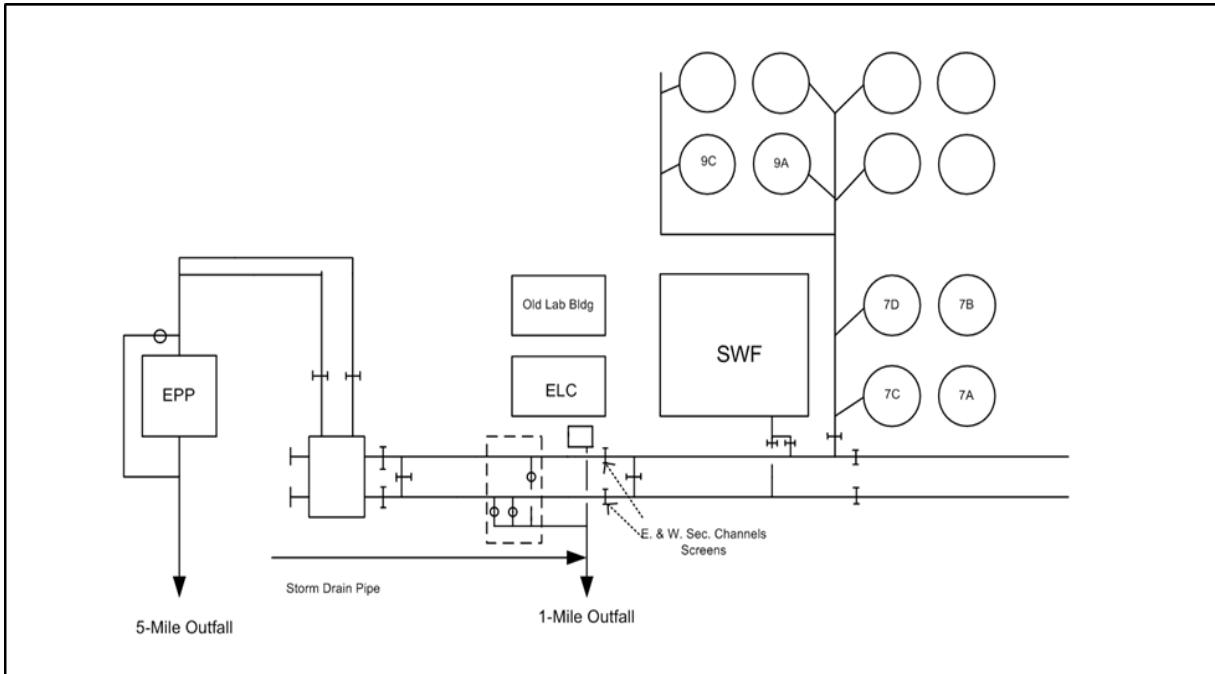 9C
9A
Old Lab Bldg
7D
7B
SWF
EPP
ELC
7C
7A
E. & W. Sec. Channels
Screens
Storm Drain Pipe
1-Mile Outfall
5-Mile Outfall